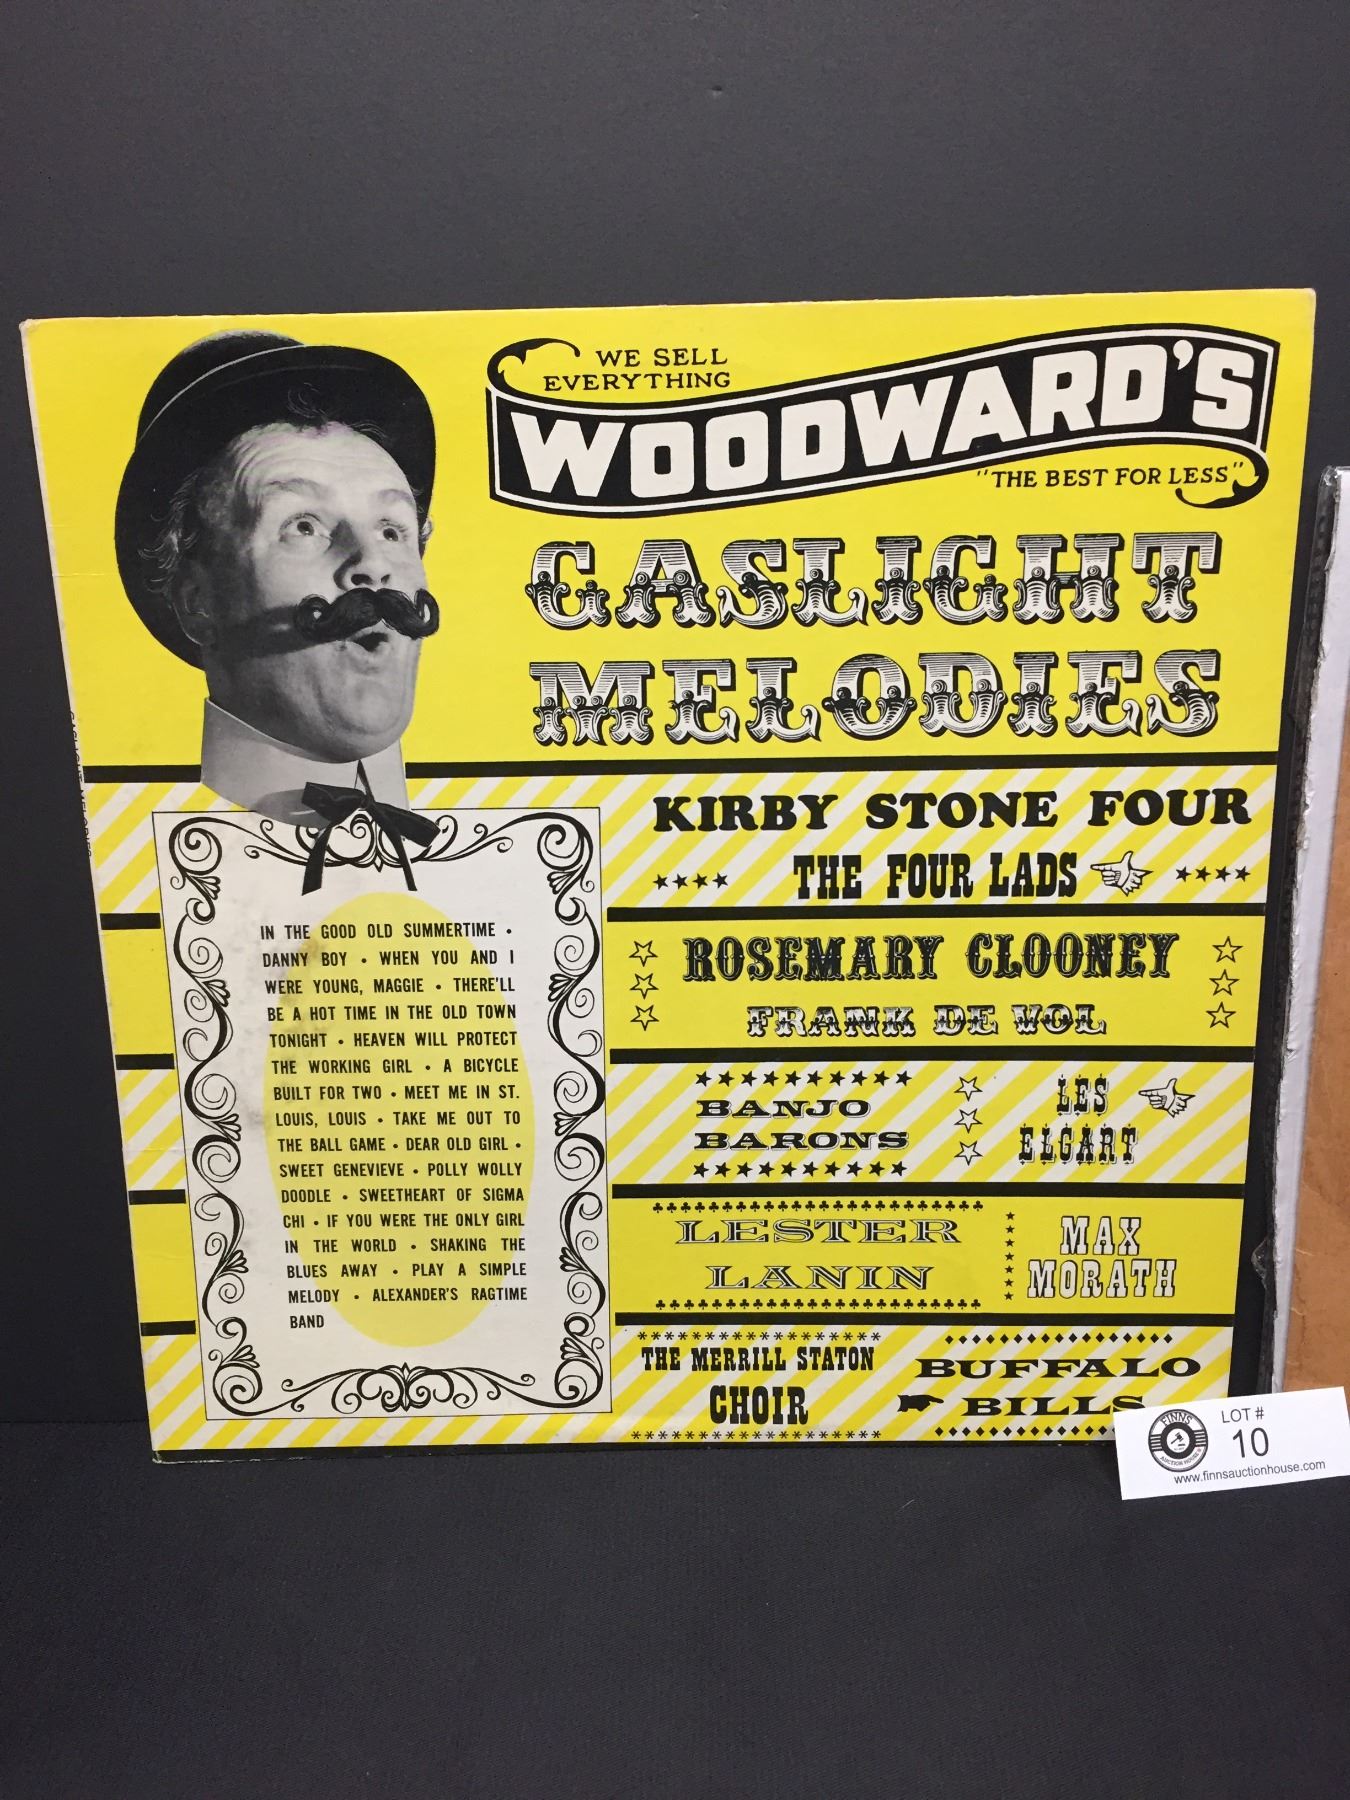 WE SELL
EVERYTHING
WOODWARD'S
"THE BEST FOR LESS"
GASLIGHT
MELODIES
KIRBY STONE FOUR
THE FOUR LADS
ROSEMARY CLOONEY
FRANK DE VOL
BANJO
BARONS
LES
ELGART
LESTER
LANIN
MAX
MORATH
THE MERRILL STATON
CHOIR
BUFFALO
BILLS
IN THE GOOD OLD SUMMERTIME •
DANNY BOY • WHEN YOU AND I
WERE YOUNG, MAGGIE • THERE'LL
BE A HOT TIME IN THE OLD TOWN
TONIGHT • HEAVEN WILL PROTECT
THE WORKING GIRL • A BICYCLE
BUILT FOR TWO • MEET ME IN ST.
LOUIS, LOUIS • TAKE ME OUT TO
THE BALL GAME • DEAR OLD GIRL •
SWEET GENEVIEVE • POLLY WOLLY
DOODLE • SWEETHEART OF SIGMA
CHI • IF YOU WERE THE ONLY GIRL
IN THE WORLD • SHAKING THE
BLUES AWAY • PLAY A SIMPLE
MELODY • ALEXANDER'S RAGTIME
BAND
FINNS
AUCTION HOUSE
LOT #
10
www.finnsauctionhouse.com